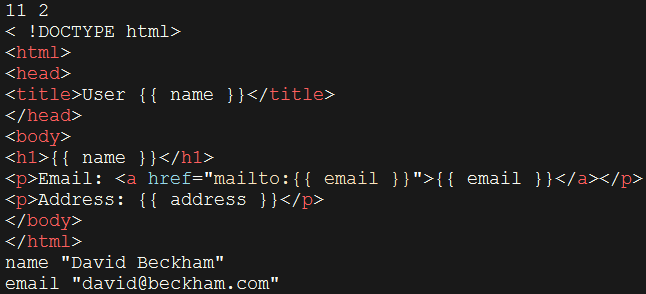 11 2
< !DOCTYPE html>
<html>
<head>
<title>User {{ name }}</title>
</head>
<body>
<h1>{{ name }}</h1>
<p>Email: <a href="mailto:{{ email }}">{{ email }}</a></p>
<p>Address: {{ address }}</p>
</body>
</html>
name "David Beckham"
email "david@beckham.com"